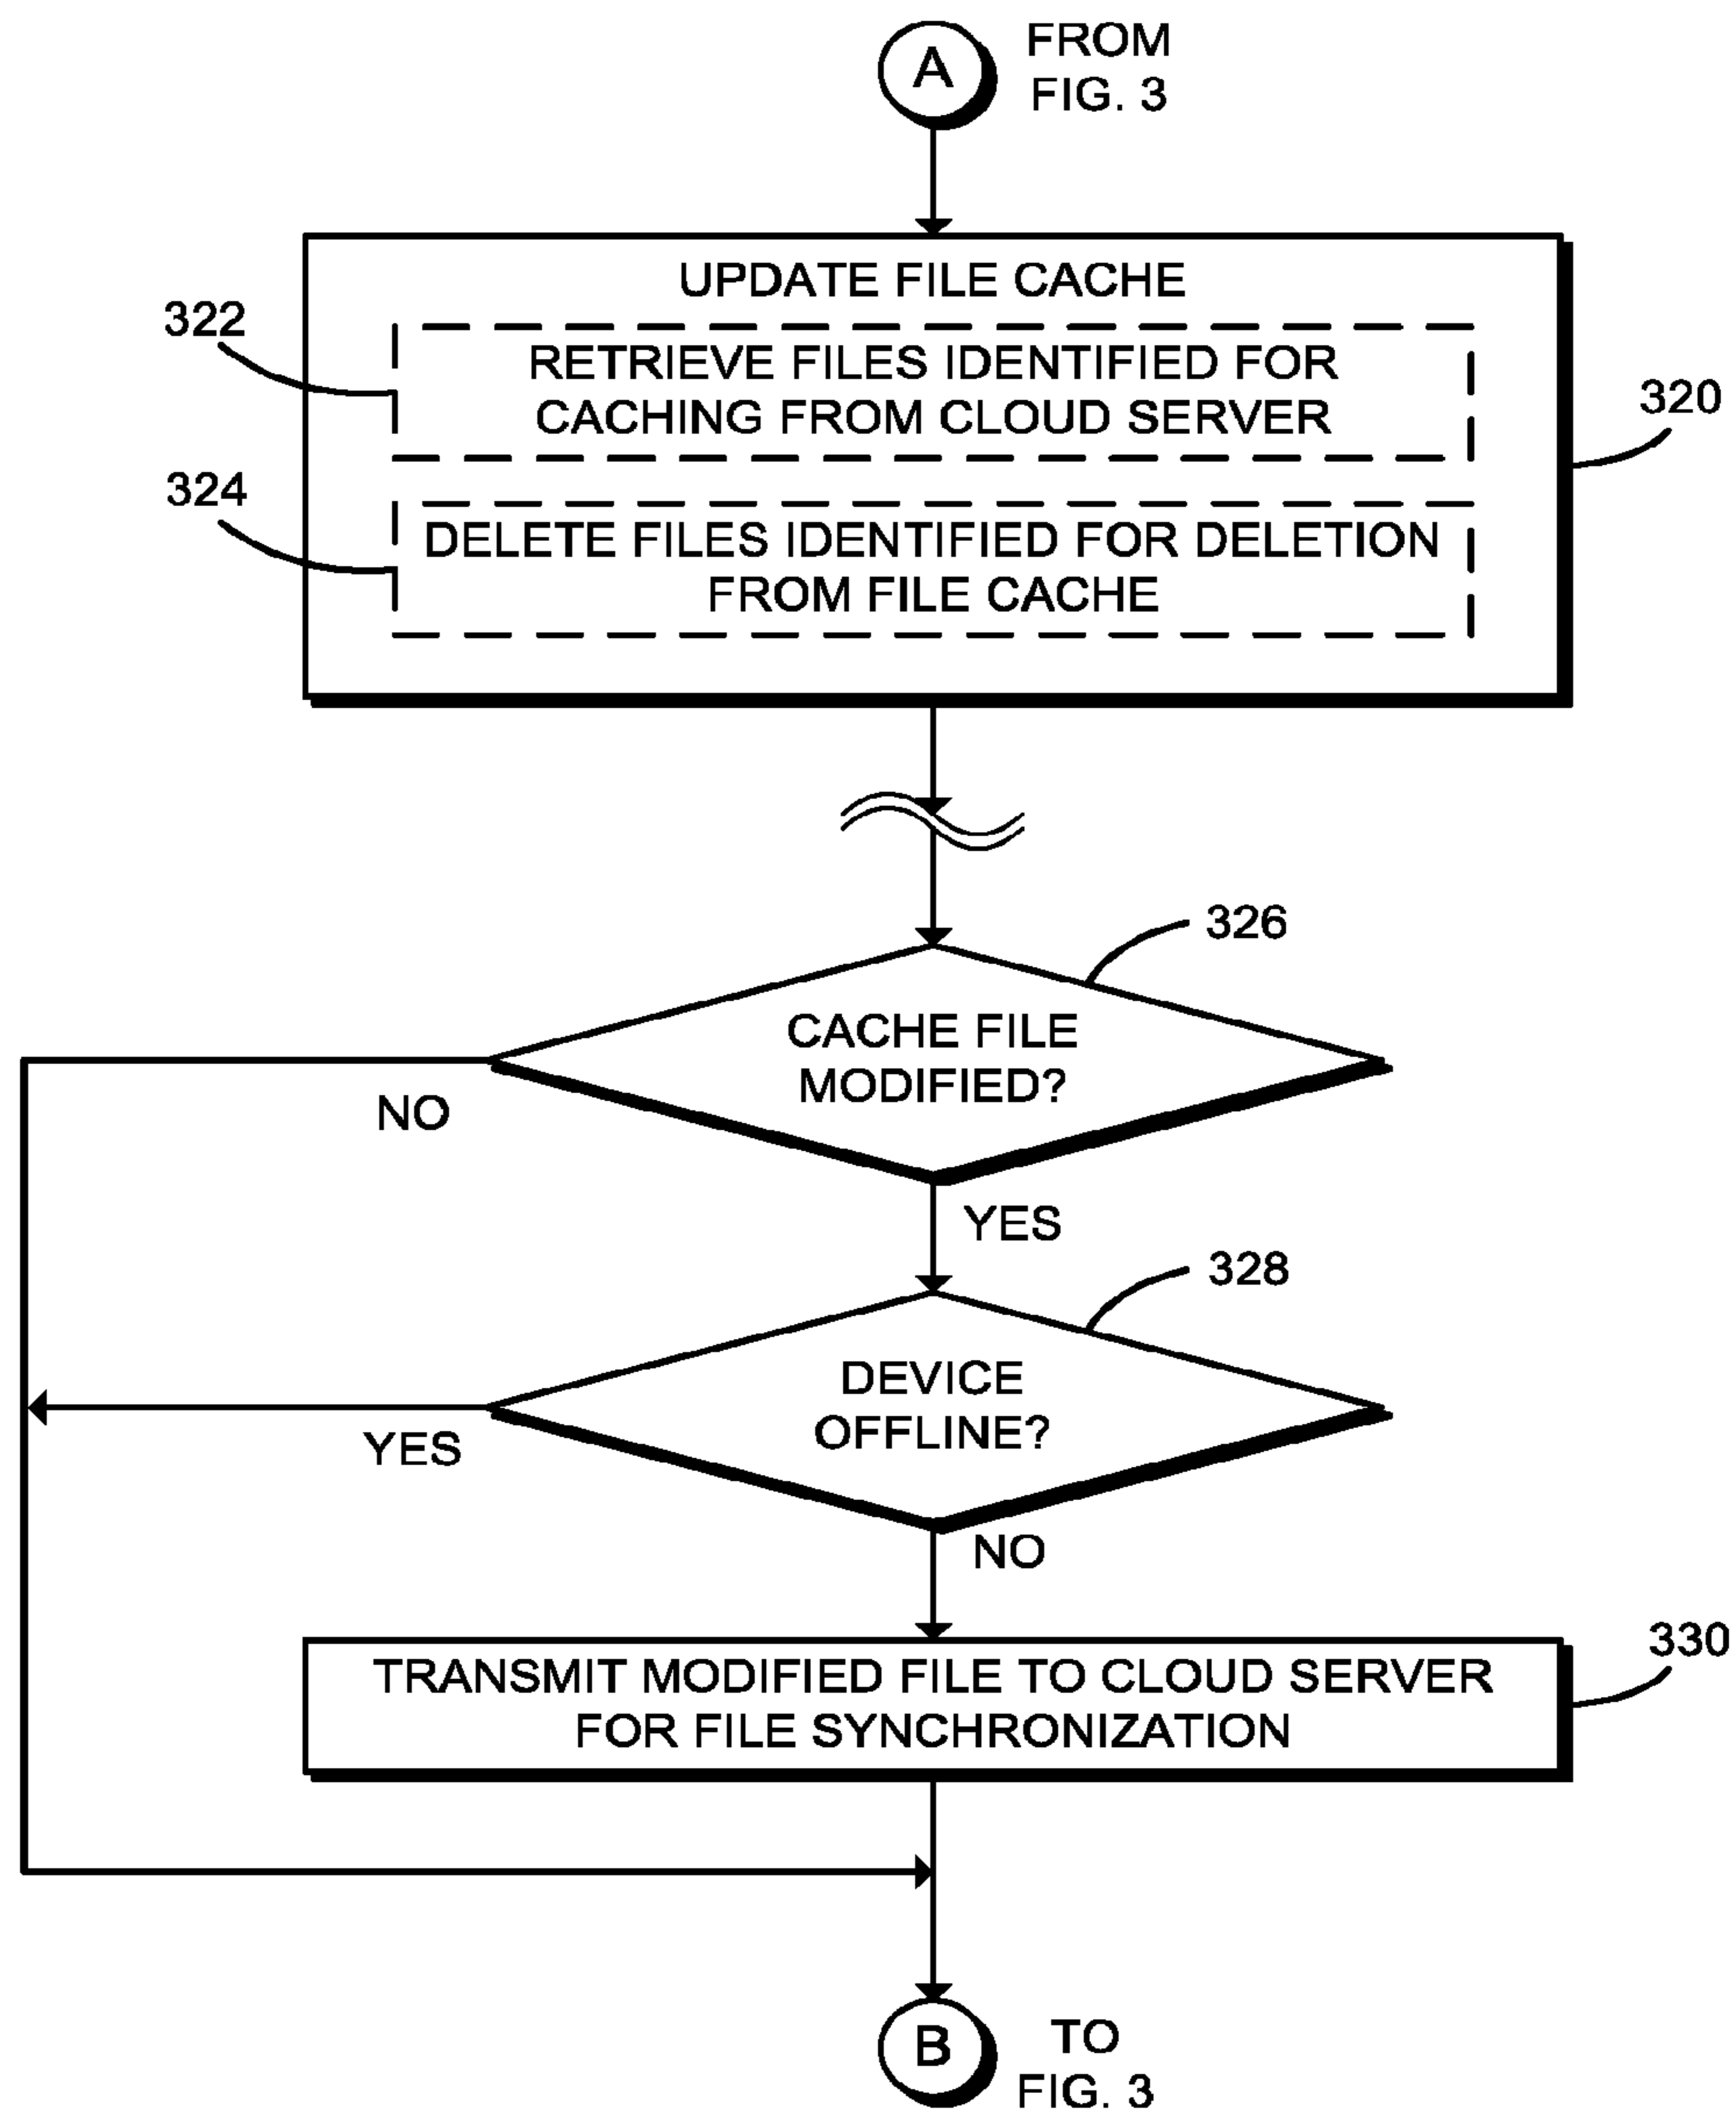 A
FROM
FIG. 3
UPDATE FILE CACHE
322
RETRIEVE FILES IDENTIFIED FOR
CACHING FROM CLOUD SERVER
320
324
DELETE FILES IDENTIFIED FOR DELETION
FROM FILE CACHE
326
CACHE FILE
MODIFIED?
NO
YES
328
DEVICE
OFFLINE?
YES
NO
330
TRANSMIT MODIFIED FILE TO CLOUD SERVER
FOR FILE SYNCHRONIZATION
B
TO
FIG. 3